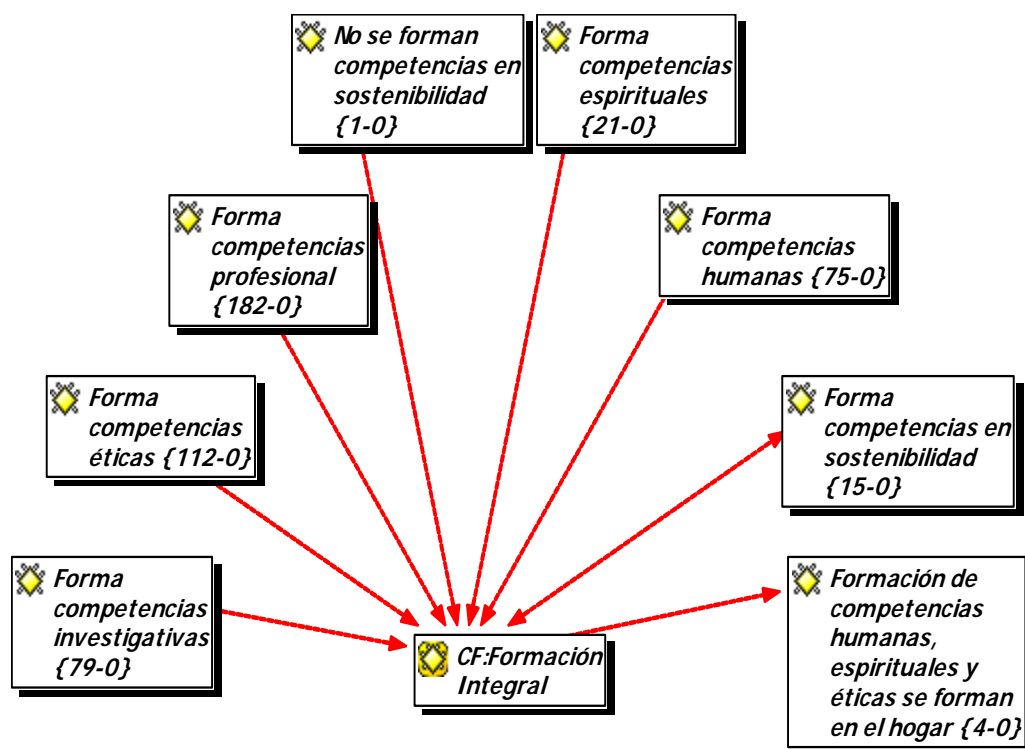 No se forman
competencias en
sostenibilidad
{1-0}
Forma
competencias
espirituales
{21-0}
Forma
competencias
profesional
{182-0}
Forma
competencias
humanas {75-0}
Forma
competencias
éticas {112-0}
Forma
competencias en
sostenibilidad
{15-0}
Forma
competencias
investigativas
{79-0}
CF:Formación
Integral
Formación de
competencias
humanas,
espirituales y
éticas se forman
en el hogar {4-0}